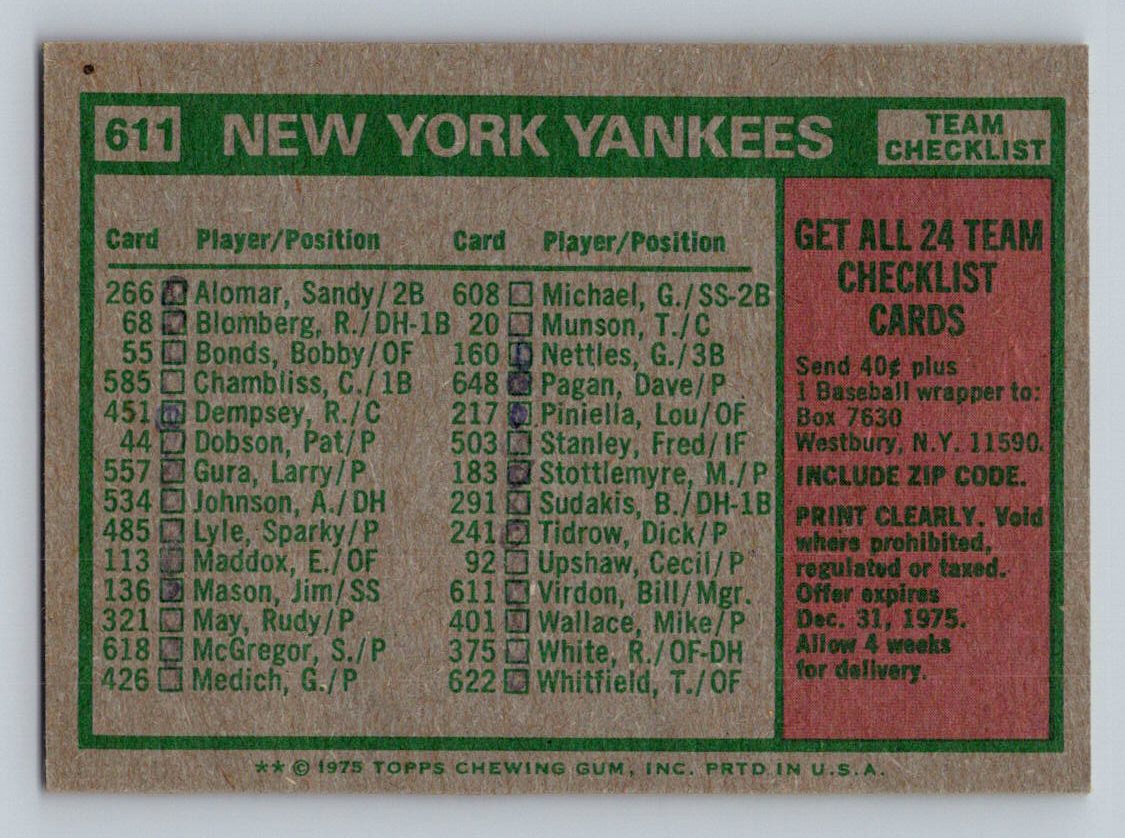 611 NEW YORK YANKEES TEAM CHECKLIST
Card Player/Position Card Player/Position
266 Alomar, Sandy/2B 608 Michael, G./SS-2B
68 Blomberg, R./DH-1B 20 Munson, T./C
55 Bonds, Bobby/OF 160 Nettles, G./3B
585 Chambliss, C./1B 648 Pagan, Dave/P
451 Dempsey, R./C 217 Piniella, Lou/OF
44 Dobson, Pat/P 503 Stanley, Fred/IF
557 Gura, Larry/P 183 Stottlemyre, M./P
534 Johnson, A./DH 291 Sudakis, B./DH-1B
485 Lyle, Sparky/P 241 Tidrow, Dick/P
113 Maddox, E./OF 92 Upshaw, Cecil/P
136 Mason, Jim/SS 611 Virdon, Bill/Mgr.
321 May, Rudy/P 401 Wallace, Mike/P
618 McGregor, S./P 375 White, R./OF-DH
426 Medich, G./P 622 Whitfield, T./OF
GET ALL 24 TEAM
CHECKLIST
CARDS
Send 40¢ plus
1 Baseball wrapper to:
Box 7630
Westbury, N.Y. 11590.
INCLUDE ZIP CODE.
PRINT CLEARLY. Void
where prohibited,
regulated or taxed.
Offer expires
Dec. 31, 1975.
Allow 4 weeks
for delivery.
** © 1975 TOPPS CHEWING GUM, INC. PRTD IN U.S.A.